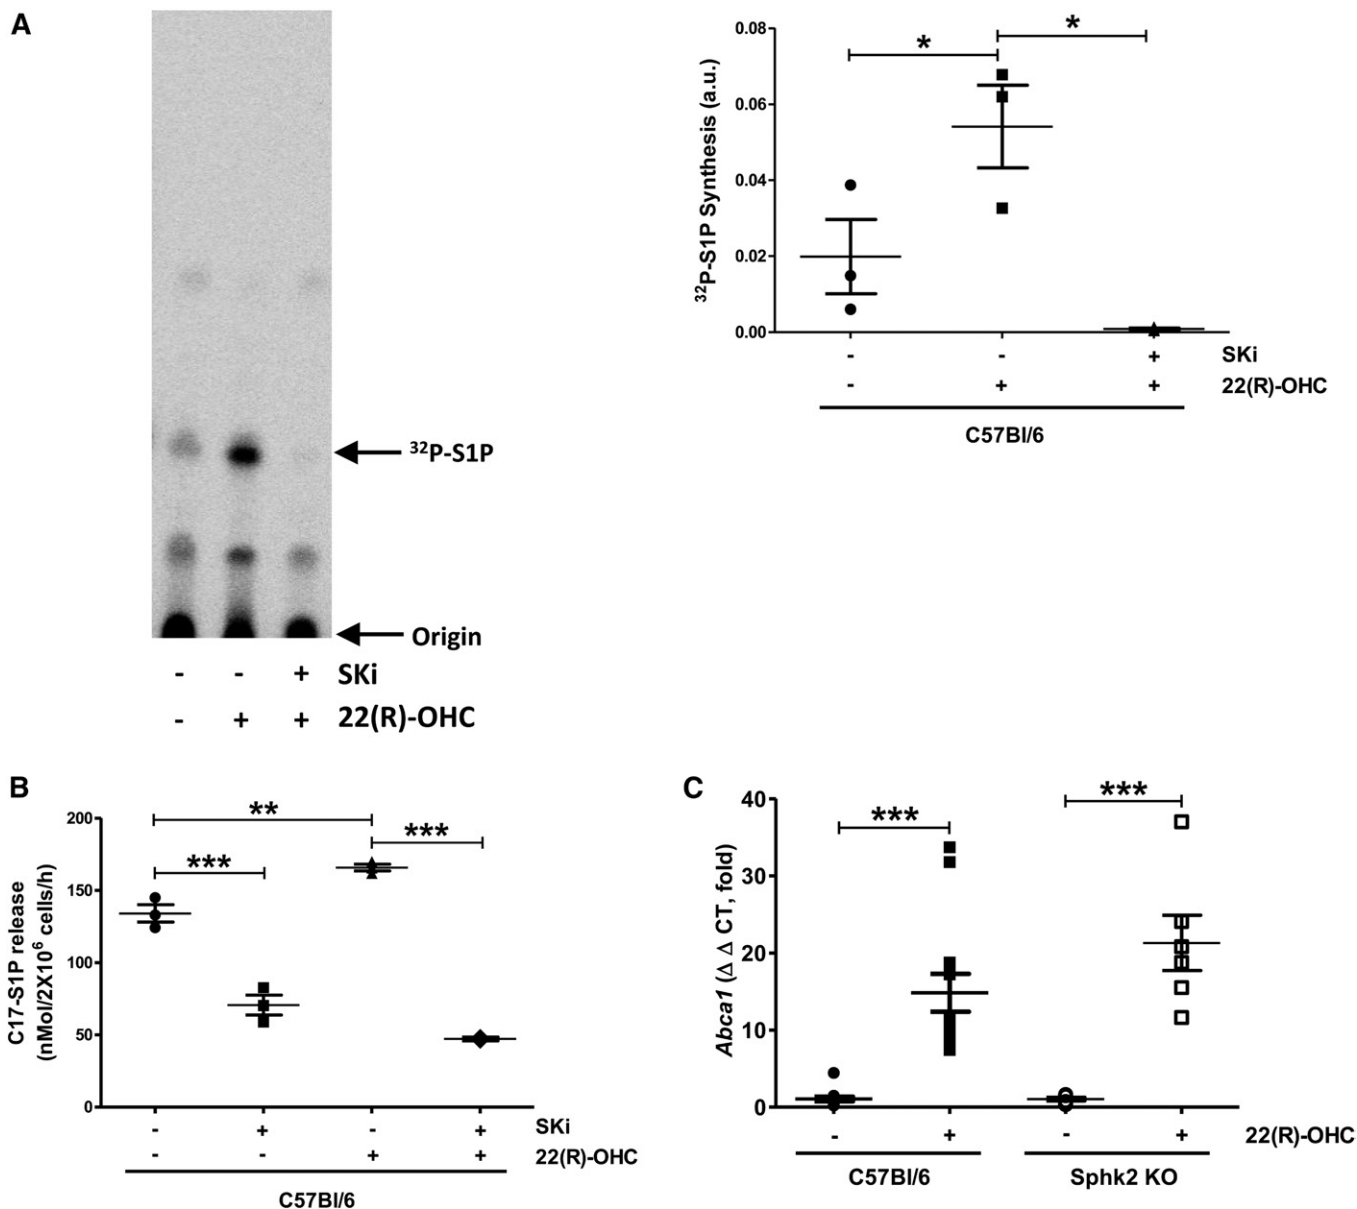 A
³²P-S1P
Origin
- - + SKi
- + + 22(R)-OHC
³²P-S1P Synthesis (a.u.)
0.08
0.06
0.04
0.02
0.00
*
*
- - + SKi
- + + 22(R)-OHC
C57Bl/6
B
C17-S1P release
(nMol/2X10⁶ cells/h)
200
150
100
50
0
**
***
***
- + - + SKi
- - + + 22(R)-OHC
C57Bl/6
C
Abca1 (Δ Δ CT, fold)
40
30
20
10
0
***
***
- + - + 22(R)-OHC
C57Bl/6
Sphk2 KO